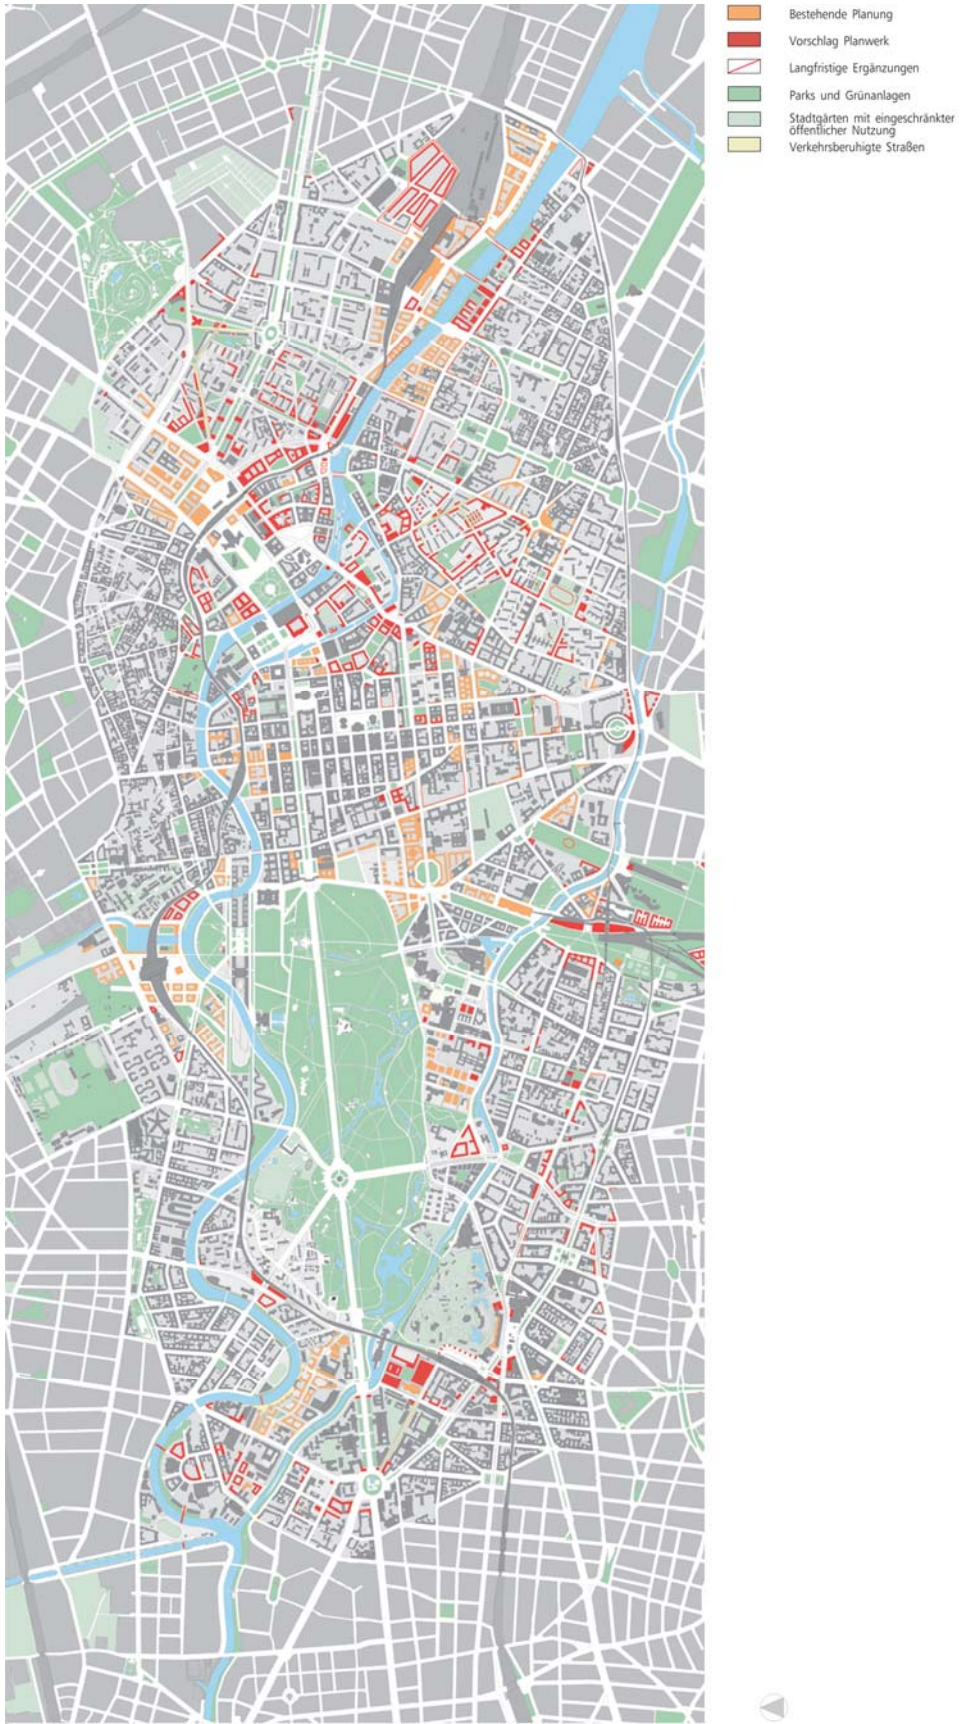 Bestehende Planung
Vorschlag Planwerk
Langfristige Ergänzungen
Parks und Grünanlagen
Stadtgärten mit eingeschränkter
öffentlicher Nutzung
Verkehrsberuhigte Straßen